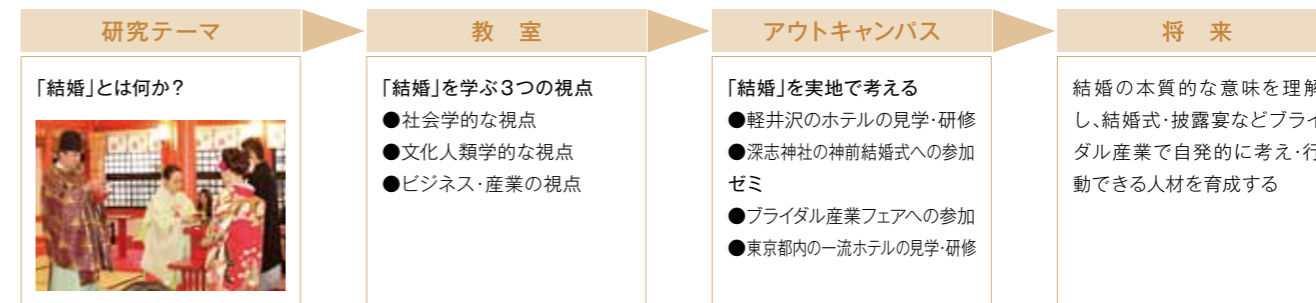 研究テーマ
「結婚」とは何か?
教 室
「結婚」を学ぶ3つの視点
●社会学的な視点
●文化人類学的な視点
●ビジネス・産業の視点
アウトキャンパス
「結婚」を実地で考える
●軽井沢のホテルの見学・研修
●深志神社の神前結婚式への参加
ゼミ
●ブライダル産業フェアへの参加
●東京都内の一流ホテルの見学・研修
将 来
結婚の本質的な意味を理解
し、結婚式・披露宴などブライ
ダル産業で自発的に考え・行
動できる人材を育成する